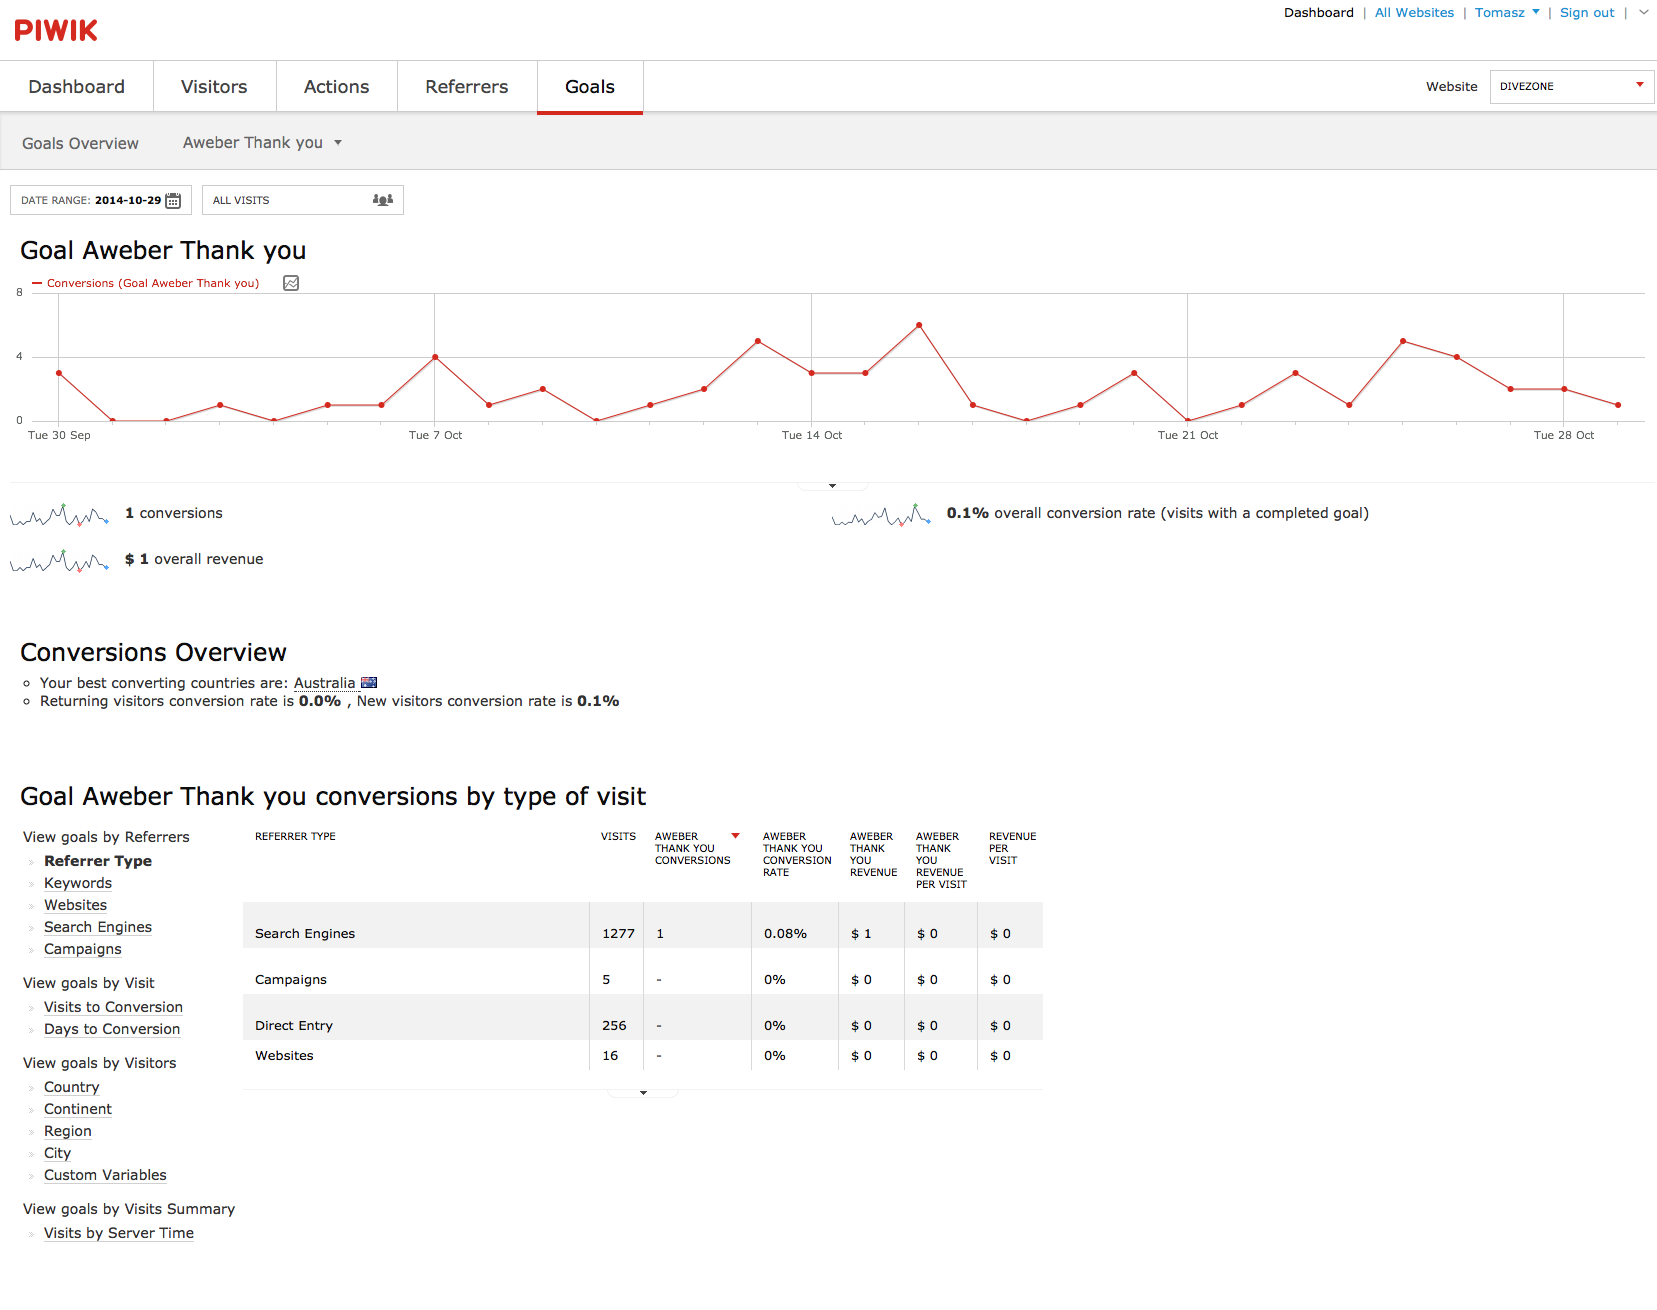 PIWIK
Dashboard | All Websites | Tomasz | Sign out |
Dashboard Visitors Actions Referrers Goals
Website DIVEZONE
Goals Overview Aweber Thank you
DATE RANGE: 2014-10-29 ALL VISITS
Goal Aweber Thank you
Conversions (Goal Aweber Thank you)
8
4
0
Tue 30 Sep Tue 7 Oct Tue 14 Oct Tue 21 Oct Tue 28 Oct
1 conversions
0.1% overall conversion rate (visits with a completed goal)
$ 1 overall revenue
Conversions Overview
Your best converting countries are: Australia
Returning visitors conversion rate is 0.0% , New visitors conversion rate is 0.1%
Goal Aweber Thank you conversions by type of visit
View goals by Referrers
Referrer Type
Keywords
Websites
Search Engines
Campaigns
View goals by Visit
Visits to Conversion
Days to Conversion
View goals by Visitors
Country
Continent
Region
City
Custom Variables
View goals by Visits Summary
Visits by Server Time
REFERRER TYPE
VISITS
AWEBER
THANK YOU
CONVERSIONS
AWEBER
THANK YOU
CONVERSION
RATE
AWEBER
THANK
YOU
REVENUE
AWEBER
THANK
YOU
REVENUE
PER VISIT
REVENUE
PER
VISIT
Search Engines 1277 1 0.08% $ 1 $ 0 $ 0
Campaigns 5 - 0% $ 0 $ 0 $ 0
Direct Entry 256 - 0% $ 0 $ 0 $ 0
Websites 16 - 0% $ 0 $ 0 $ 0